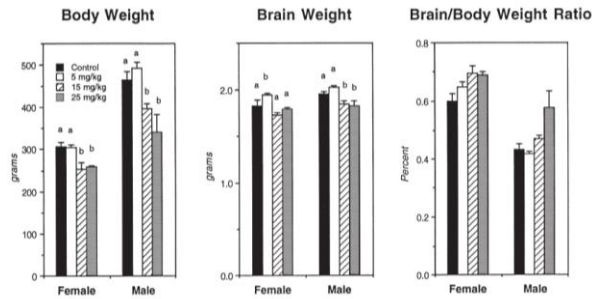 Body Weight
Brain Weight
Brain/Body Weight Ratio
Control
5 mg/kg
15 mg/kg
25 mg/kg
grams
500
400
300
200
100
0
a a b b
a a b b
Female Male
grams
2.0
1.0
0.0
a b a a
a a b b
Female Male
Percent
0.8
0.6
0.4
0.2
0.0
Female Male